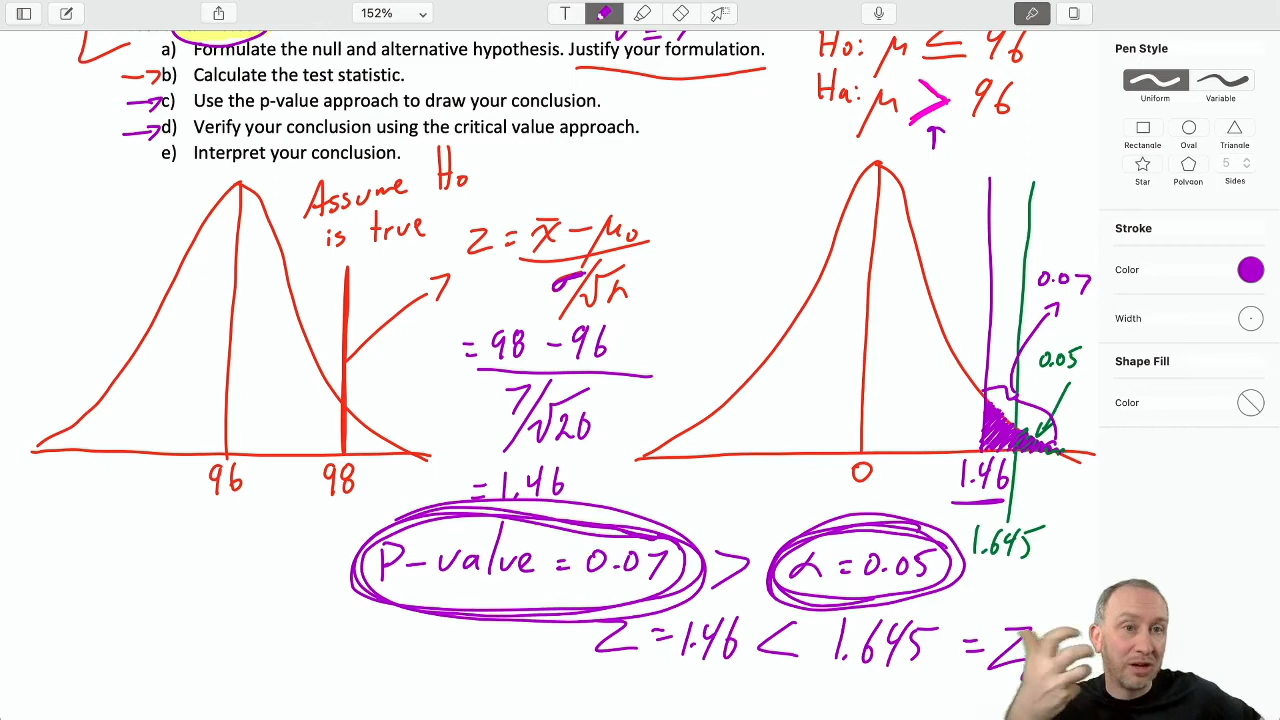 152%
T
a) Formulate the null and alternative hypothesis. Justify your formulation.
b) Calculate the test statistic.
c) Use the p-value approach to draw your conclusion.
d) Verify your conclusion using the critical value approach.
e) Interpret your conclusion.
Ho: μ ≤ 96
Ha: μ > 96
Assume Ho
is true
z = x̄ - μ0
σ/√n
= 98 - 96
7/√26
= 1.46
96
98
0
1.46
0.07
0.05
1.645
P-value = 0.07 > α = 0.05
Z = 1.46 < 1.645 = Z
Pen Style
Uniform
Variable
Rectangle
Oval
Triangle
Star
Polygon
5
Sides
Stroke
Color
Width
Shape Fill
Color